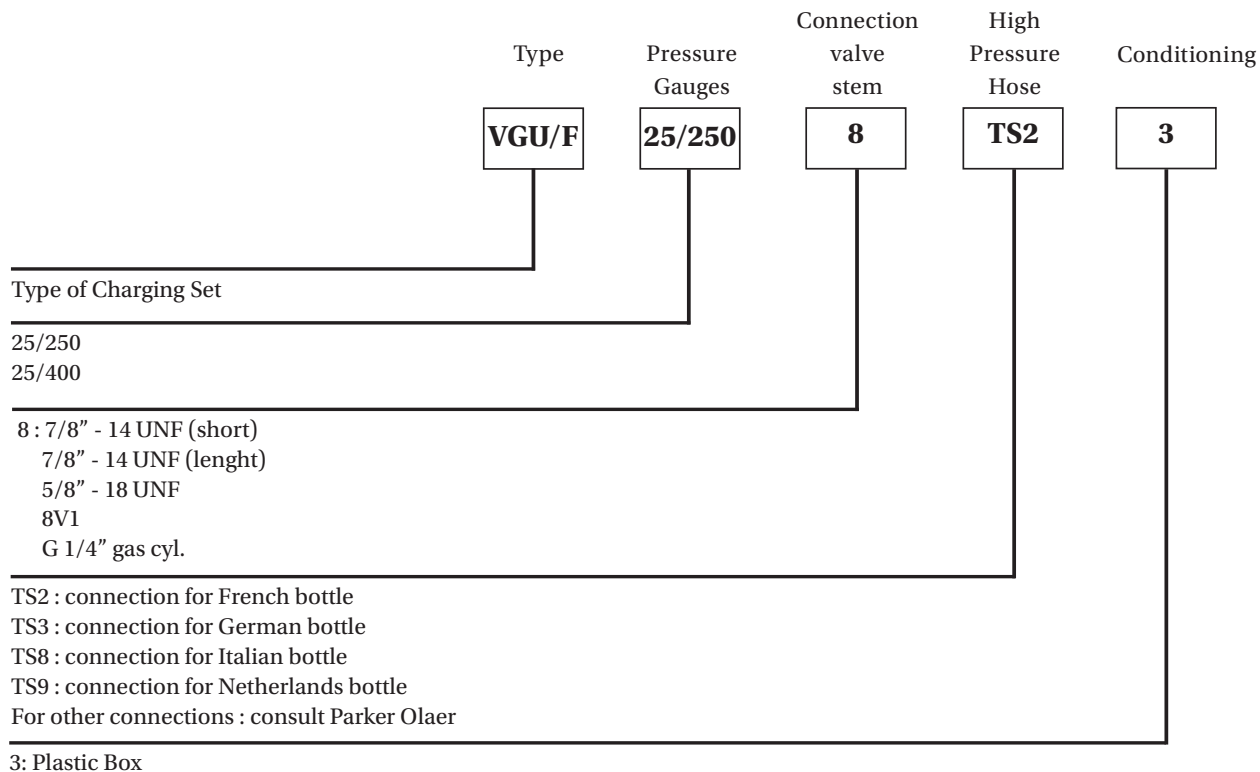 Connection High
Type Pressure valve Pressure Conditioning
Gauges stem Hose
VGU/F 25/250 8 TS2 3
Type of Charging Set
25/250
25/400
8 : 7/8” - 14 UNF (short)
7/8” - 14 UNF (lenght)
5/8” - 18 UNF
8V1
G 1/4” gas cyl.
TS2 : connection for French bottle
TS3 : connection for German bottle
TS8 : connection for Italian bottle
TS9 : connection for Netherlands bottle
For other connections : consult Parker Olaer
3: Plastic Box